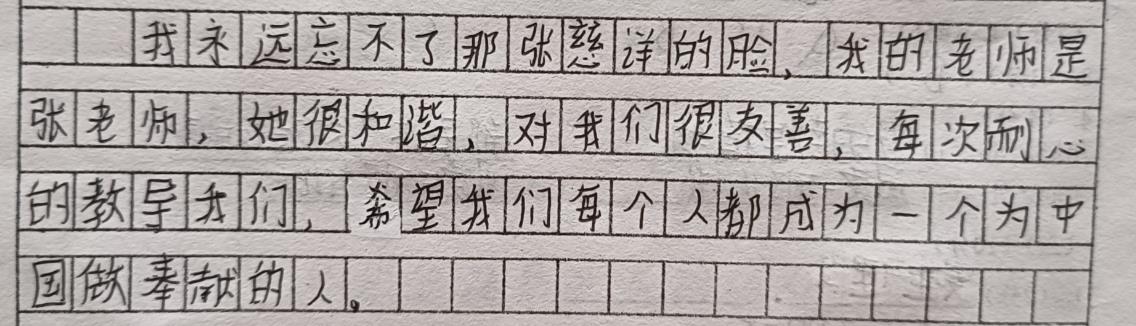 我永远忘不了那张慈洋的脸，我的老师是
张老师，她很和谐，对我们很友善，每次耐心
的教导我们，希望我们每个人都成为一个为中
国做奉献的人。